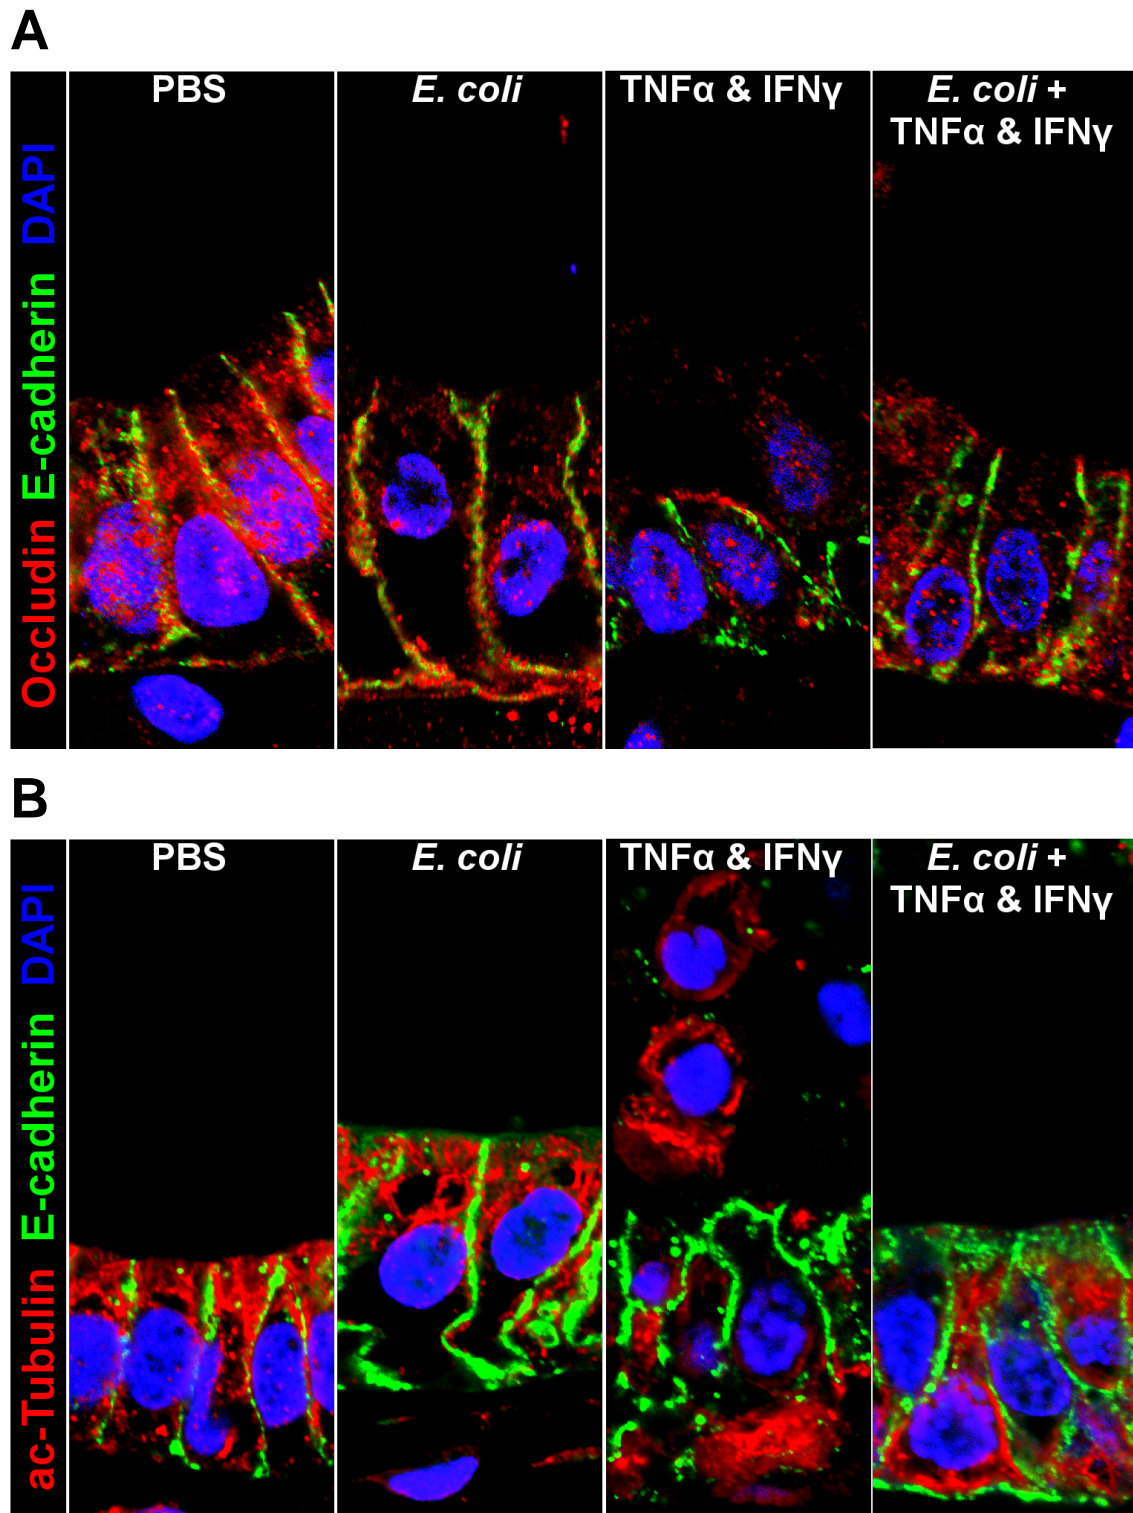 A
Occludin E-cadherin DAPI
PBS
E. coli
TNFα & IFNγ
E. coli +
TNFα & IFNγ
B
ac-Tubulin E-cadherin DAPI
PBS
E. coli
TNFα & IFNγ
E. coli +
TNFα & IFNγ